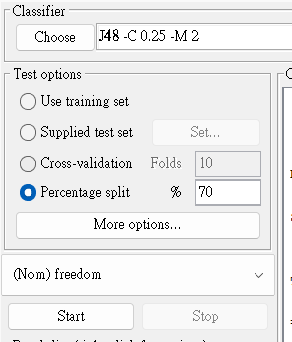 Classifier
Choose
J48 -C 0.25 -M 2
Test options
Use training set
Supplied test set
Set...
Cross-validation Folds 10
Percentage split % 70
More options...
(Nom) freedom
Start
Stop